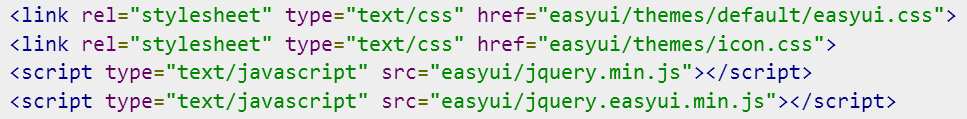 <link rel="stylesheet" type="text/css" href="easyui/themes/default/easyui.css">
<link rel="stylesheet" type="text/css" href="easyui/themes/icon.css">
<script type="text/javascript" src="easyui/jquery.min.js"></script>
<script type="text/javascript" src="easyui/jquery.easyui.min.js"></script>